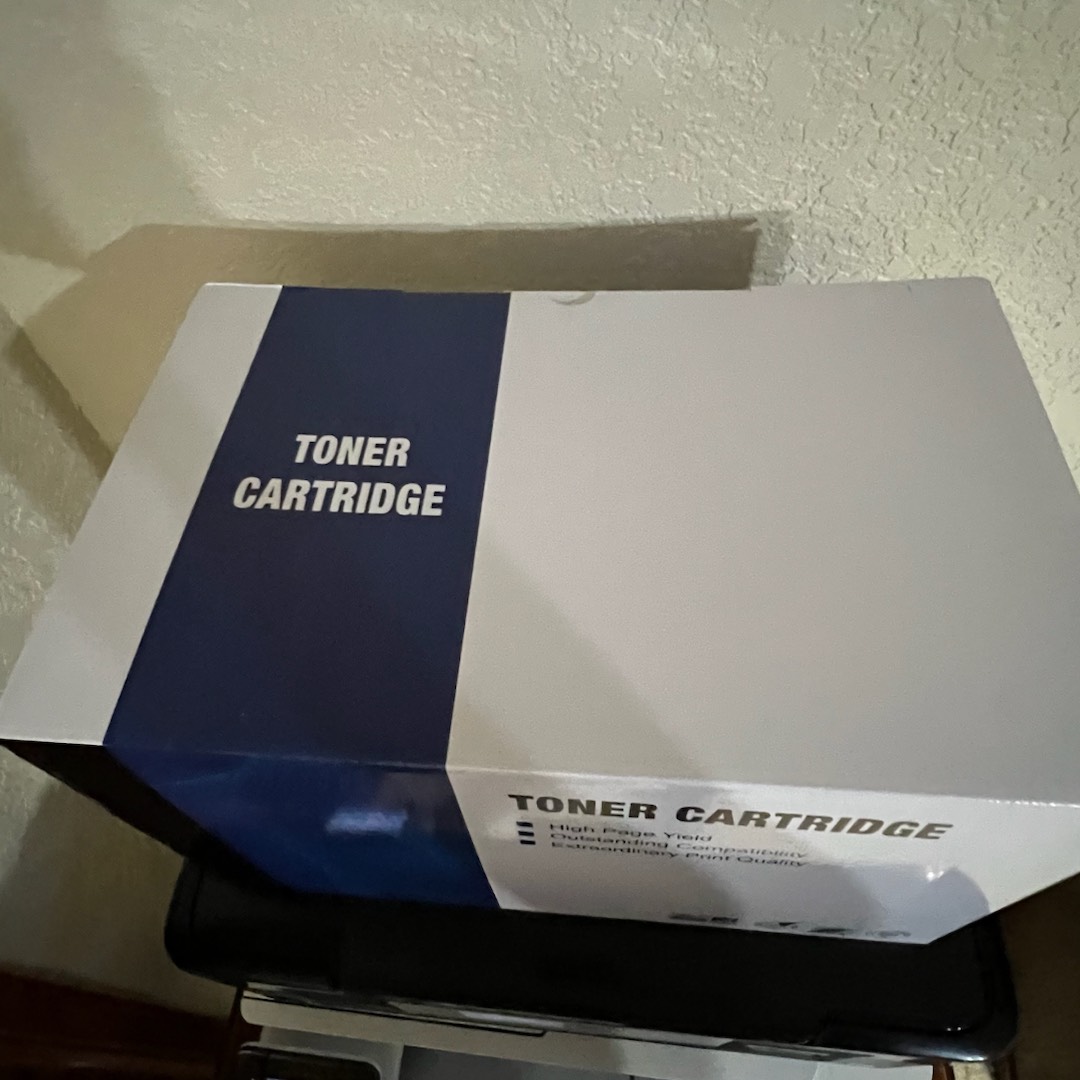 TONER
CARTRIDGE
TONER CARTRIDGE
High Page Yield
Outstanding Compatibility
Extraordinary Print Quality